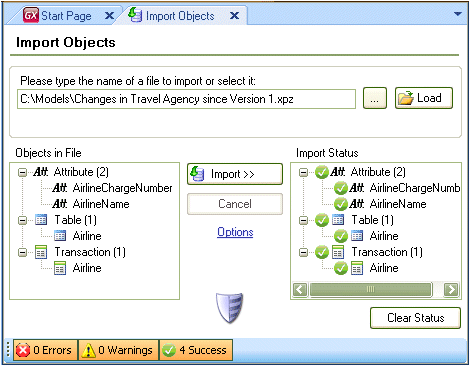 GX Start Page Import Objects
Import Objects
Please type the name of a file to import or select it:
C:\Models\Changes in Travel Agency since Version 1.xpz ... Load
Objects in File
Att Attribute (2)
Att AirlineChargeNumber
Att AirlineName
Table (1)
Airline
Transaction (1)
Airline
Import >>
Cancel
Options
Import Status
Att Attribute (2)
Att AirlineChargeNumb
Att AirlineName
Table (1)
Airline
Transaction (1)
Airline
Clear Status
0 Errors 0 Warnings 4 Success